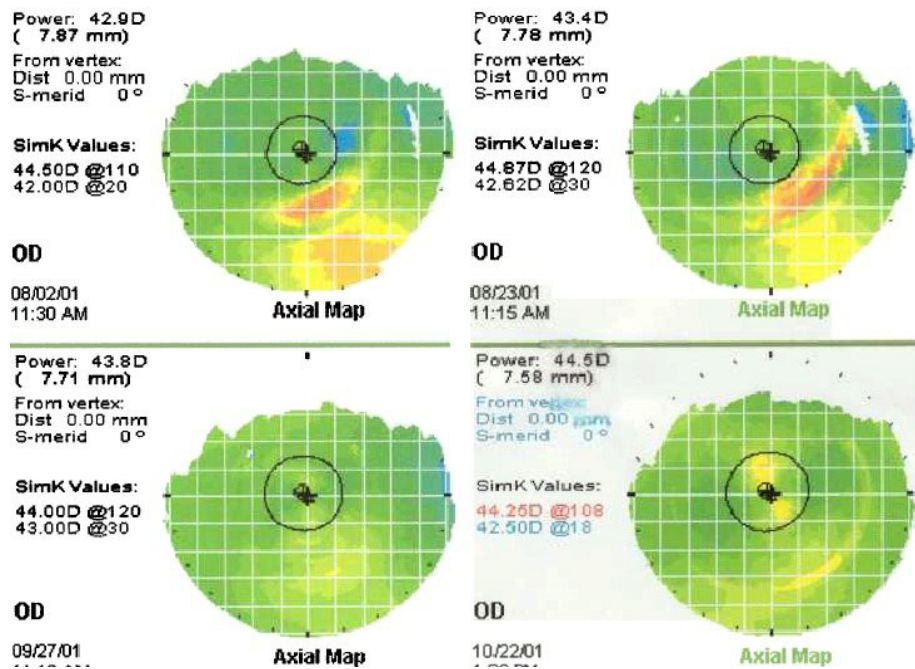 Power: 42.9D
( 7.87 mm)
From vertex:
Dist 0.00 mm
S-merid 0 °
SimK Values:
44.50D @110
42.00D @20
OD
08/02/01
11:30 AM
Axial Map
Power: 43.4D
( 7.78 mm)
From vertex:
Dist 0.00 mm
S-merid 0 °
SimK Values:
44.87D @120
42.62D @30
OD
08/23/01
11:15 AM
Axial Map
Power: 43.8D
( 7.71 mm)
From vertex:
Dist 0.00 mm
S-merid 0 °
SimK Values:
44.00D @120
43.00D @30
OD
09/27/01
AM
Axial Map
Power: 44.5D
( 7.58 mm)
From vertex:
Dist 0.00 mm
S-merid 0 °
SimK Values:
44.25D @108
42.50D @18
OD
10/22/01
Axial Map